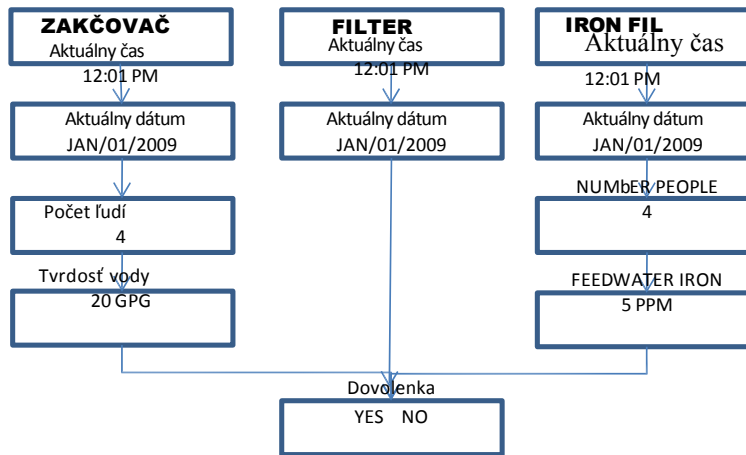 ZAKČOVAČ
Aktuálny čas
12:01 PM
Aktuálny dátum
JAN/01/2009
Počet ľudí
4
Tvrdosť vody
20 GPG
FILTER
Aktuálny čas
12:01 PM
Aktuálny dátum
JAN/01/2009
IRON FIL
Aktuálny čas
12:01 PM
Aktuálny dátum
JAN/01/2009
NUMbER PEOPLE
4
FEEDWATER IRON
5 PPM
Dovolenka
YES NO